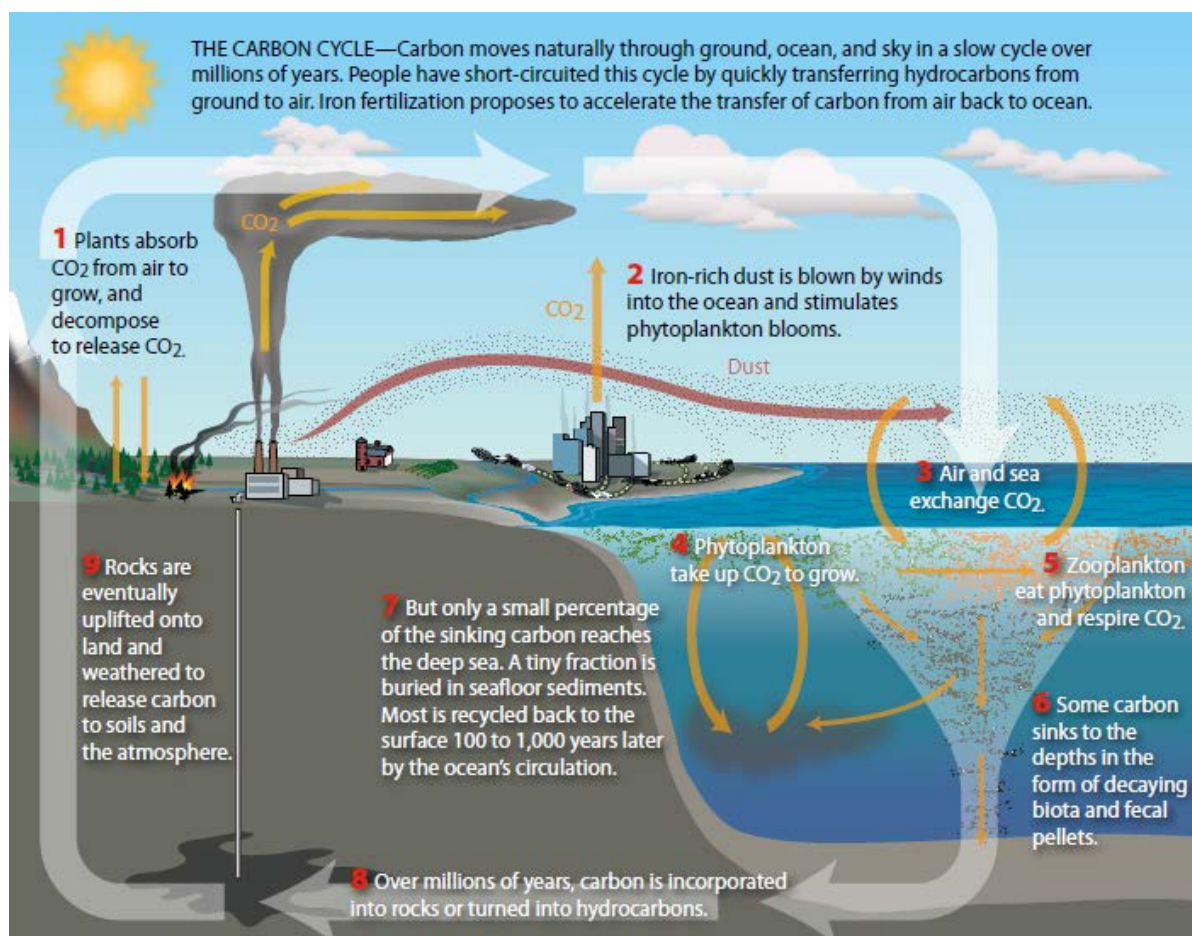 THE CARBON CYCLE—Carbon moves naturally through ground, ocean, and sky in a slow cycle over
millions of years. People have short-circuited this cycle by quickly transferring hydrocarbons from
ground to air. Iron fertilization proposes to accelerate the transfer of carbon from air back to ocean.
CO2
1 Plants absorb
CO2 from air to
grow, and
decompose
to release CO2.
CO2
2 Iron-rich dust is blown by winds
into the ocean and stimulates
phytoplankton blooms.
Dust
3 Air and sea
exchange CO2.
4 Phytoplankton
take up CO2 to grow.
5 Zooplankton
eat phytoplankton
and respire CO2.
6 Some carbon
sinks to the
depths in the
form of decaying
biota and fecal
pellets.
7 But only a small percentage
of the sinking carbon reaches
the deep sea. A tiny fraction is
buried in seafloor sediments.
Most is recycled back to the
surface 100 to 1,000 years later
by the ocean's circulation.
8 Over millions of years, carbon is incorporated
into rocks or turned into hydrocarbons.
9 Rocks are
eventually
uplifted onto
land and
weathered to
release carbon
to soils and
the atmosphere.